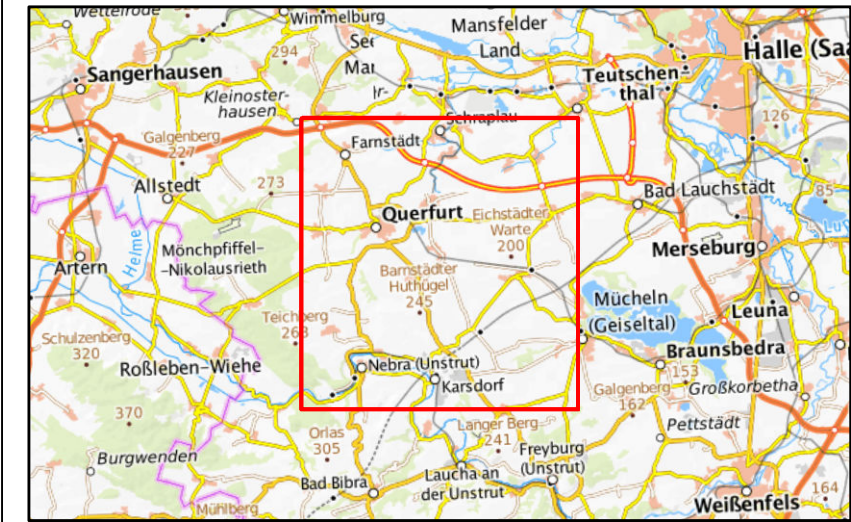 Wettelrode
Wimmelburg
Mansfelder
Land
294
Halle (Saa
Sangerhausen
Teutschen-
thal
Kleinoster-
hausen
Schraplau
126
Galgenberg
227
Farnstädt
Allstedt
273
Bad Lauchstädt
85
Querfurt
Eichstädter
Warte
200
Helme
Mönchpfiffel-
-Nikolausrieth
Merseburg
Artern
Barnstädter
Huthügel
245
Mücheln
(Geiseltal)
Leuna
Teichberg
263
Schulzenberg
320
Braunsbedra
153
Roßleben-Wiehe
Nebra (Unstrut)
Karsdorf
Galgenberg
162
Großkorbetha
370
Langer Berg
241
Pettstädt
Orlas
305
Burgwenden
Freyburg
(Unstrut)
Laucha an
der Unstrut
Bad Bibra
164
Mühlberg
Weißenfels